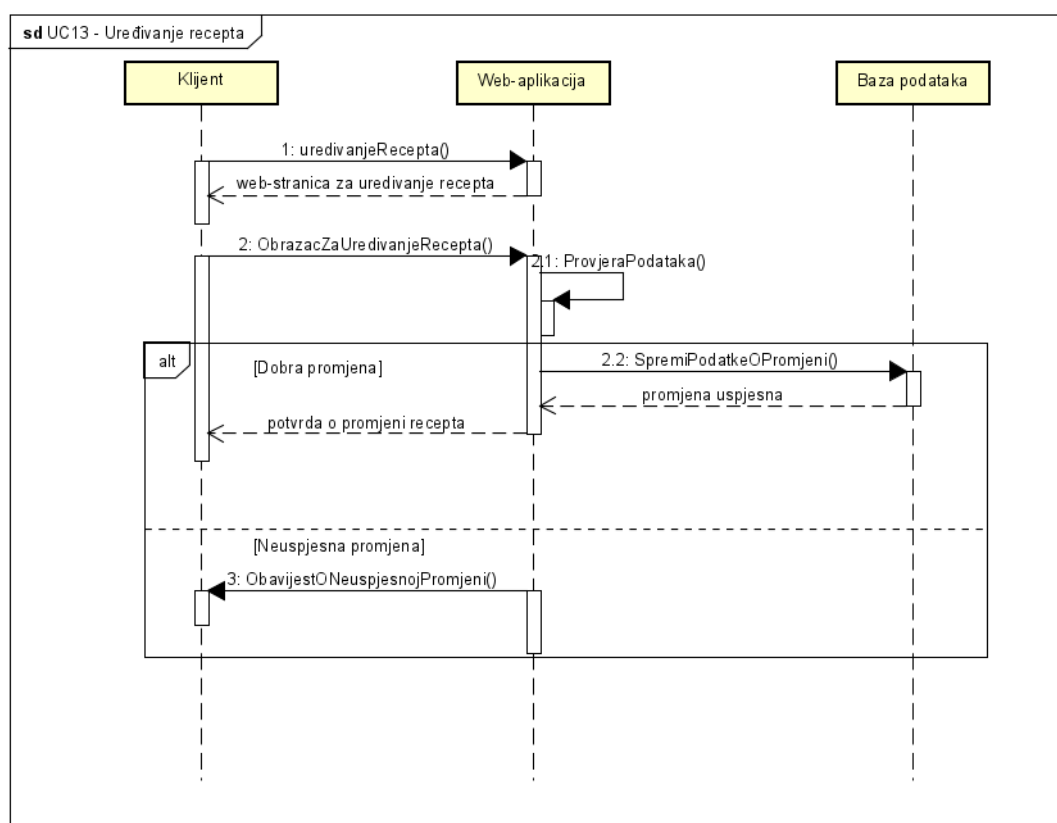 sd UC13 - Uređivanje recepta
Klijent
Web-aplikacija
Baza podataka
1: uredivanjeRecepta()
web-stranica za uredivanje recepta
2: ObrazacZaUredivanjeRecepta()
2.1: ProvjeraPodataka()
alt
[Dobra promjena]
2.2: SpremiPodatkeOPromjeni()
promjena uspjesna
potvrda o promjeni recepta
[Neuspjesna promjena]
3: ObavijestONeuspjesnojPromjeni()